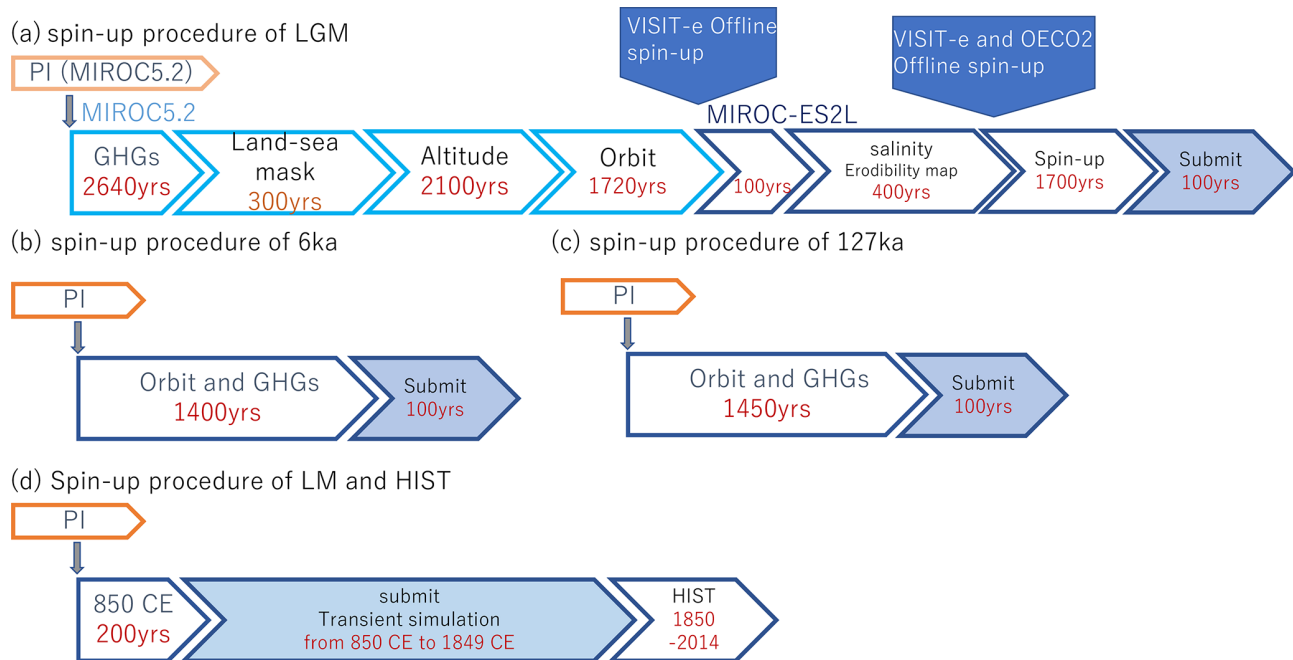 (a) spin-up procedure of LGM
PI (MIROC5.2)
MIROC5.2
VISIT-e Offline
spin-up
VISIT-e and OECO2
Offline spin-up
MIROC-ES2L
GHGs
2640yrs
Land-sea
mask
300yrs
Altitude
2100yrs
Orbit
1720yrs
100yrs
salinity
Erodibility map
400yrs
Spin-up
1700yrs
Submit
100yrs
(b) spin-up procedure of 6ka
PI
Orbit and GHGs
1400yrs
Submit
100yrs
(c) spin-up procedure of 127ka
PI
Orbit and GHGs
1450yrs
Submit
100yrs
(d) Spin-up procedure of LM and HIST
PI
850 CE
200yrs
submit
Transient simulation
from 850 CE to 1849 CE
HIST
1850
-2014